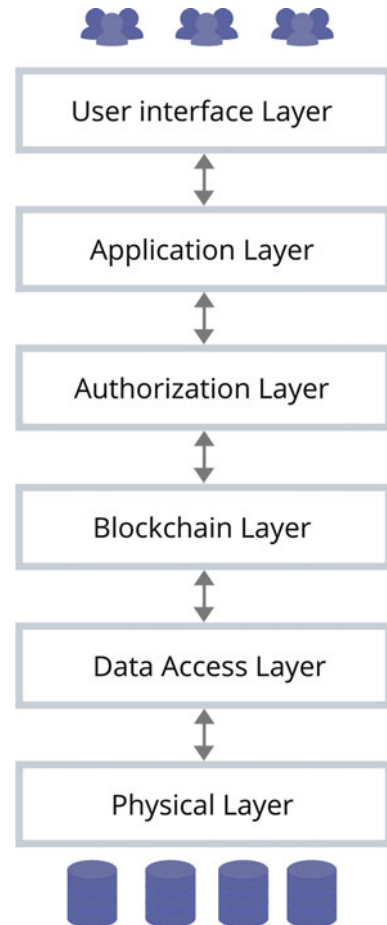 User interface Layer
Application Layer
Authorization Layer
Blockchain Layer
Data Access Layer
Physical Layer